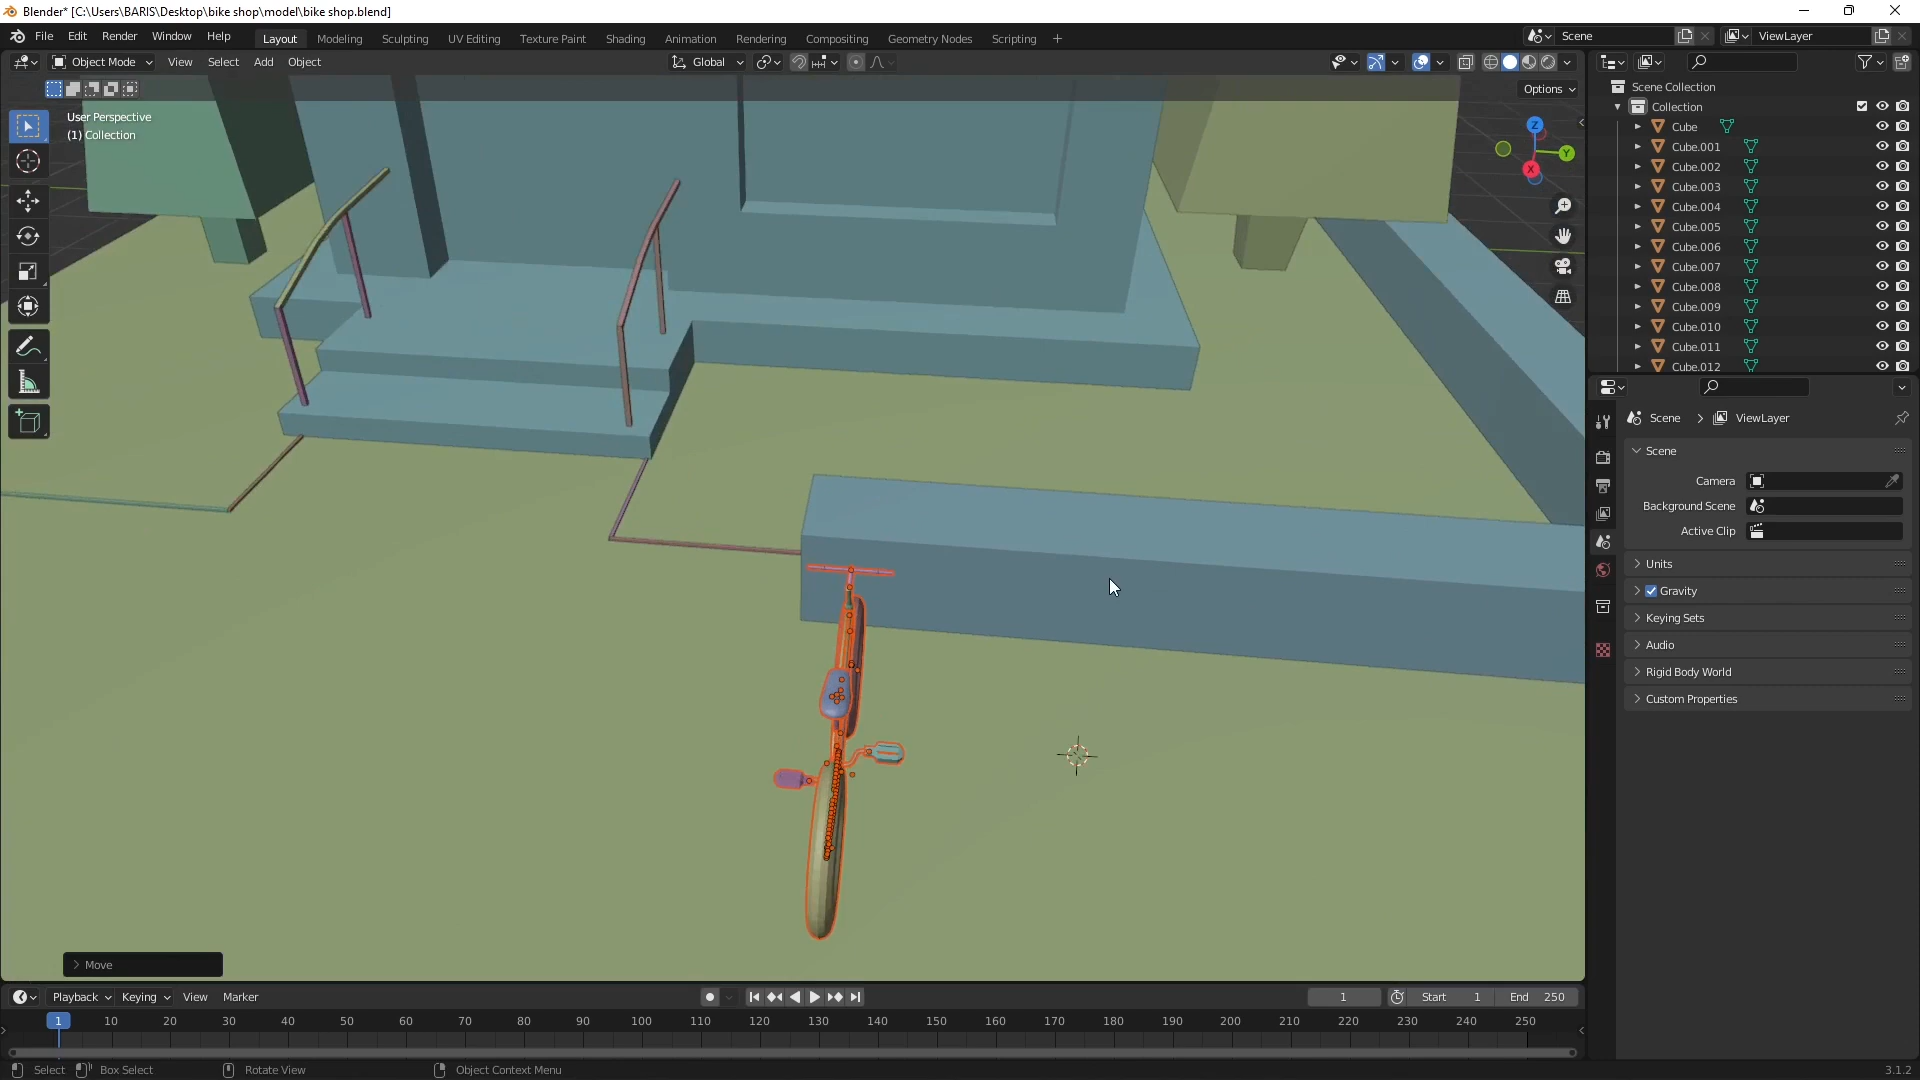 Blender* [C:\Users\BARIS\Desktop\bike shop\model\bike shop.blend]
File Edit Render Window Help Layout Modeling Sculpting UV Editing Texture Paint Shading Animation Rendering Compositing Geometry Nodes Scripting + Scene ViewLayer
Object Mode View Select Add Object Global
Options
User Perspective
(1) Collection
Z
Y
X
Scene Collection
Collection
Cube
Cube.001
Cube.002
Cube.003
Cube.004
Cube.005
Cube.006
Cube.007
Cube.008
Cube.009
Cube.010
Cube.011
Cube.012
Scene > ViewLayer
Scene
Camera
Background Scene
Active Clip
Units
Gravity
Keying Sets
Audio
Rigid Body World
Custom Properties
Move
Playback Keying View Marker 1 Start 1 End 250
1 10 20 30 40 50 60 70 80 90 100 110 120 130 140 150 160 170 180 190 200 210 220 230 240 250
Select Box Select Rotate View Object Context Menu 3.1.2